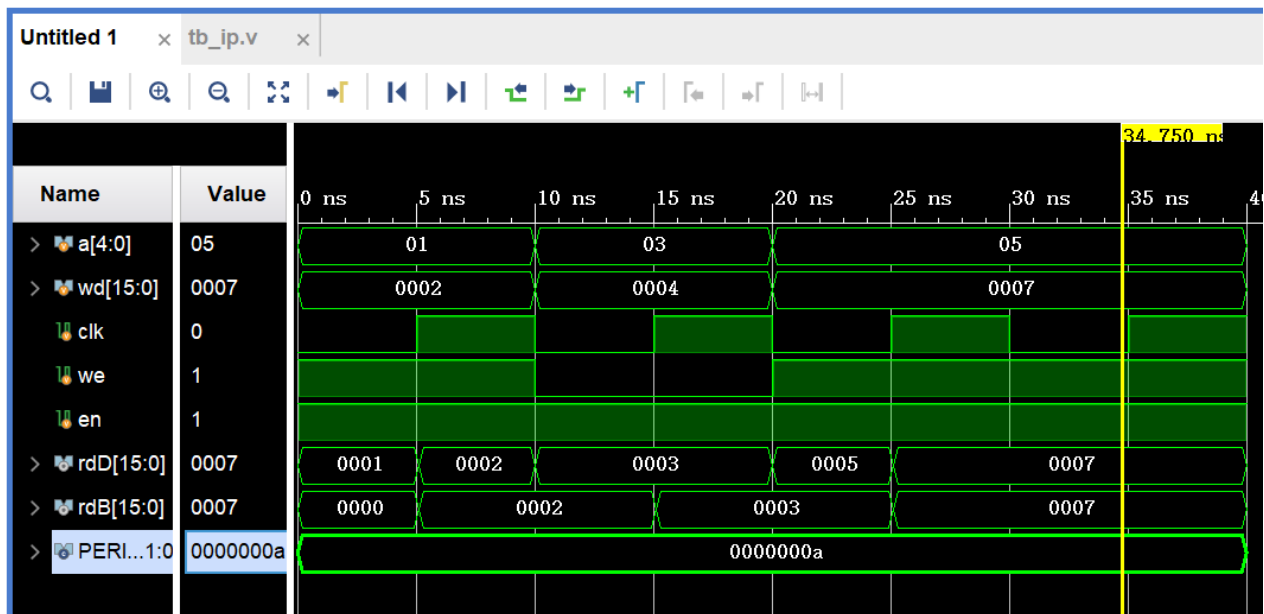 Untitled 1 × tb_ip.v ×
34.750 ns
Name Value 0 ns 5 ns 10 ns 15 ns 20 ns 25 ns 30 ns 35 ns
a[4:0] 05 01 03 05
wd[15:0] 0007 0002 0004 0007
clk 0
we 1
en 1
rdD[15:0] 0007 0001 0002 0003 0005 0007
rdB[15:0] 0007 0000 0002 0003 0007
PERI...1:0 0000000a 0000000a